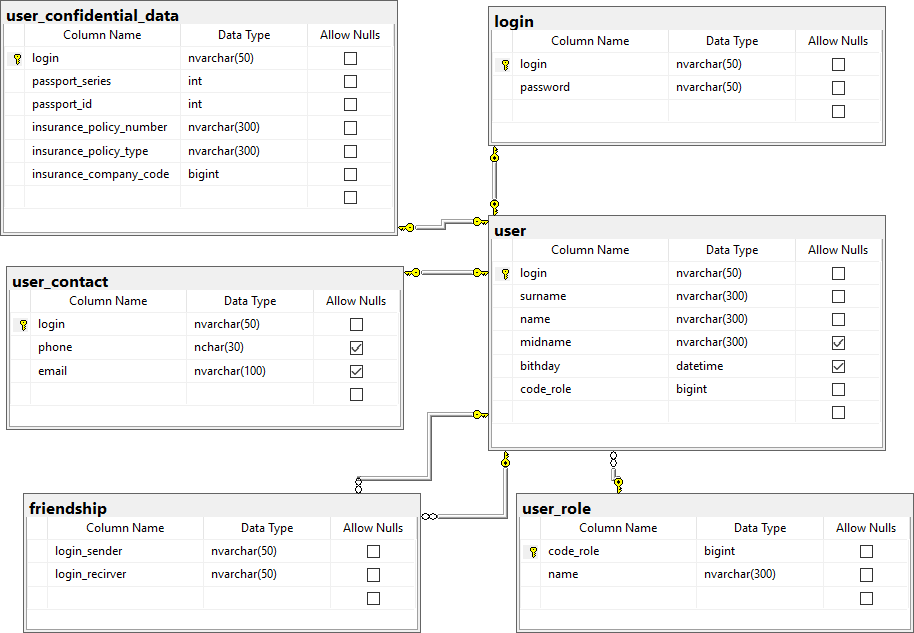 user_confidential_data
Column Name Data Type Allow Nulls
login nvarchar(50)
passport_series int
passport_id int
insurance_policy_number nvarchar(300)
insurance_policy_type nvarchar(300)
insurance_company_code bigint
login
Column Name Data Type Allow Nulls
login nvarchar(50)
password nvarchar(50)
user
Column Name Data Type Allow Nulls
login nvarchar(50)
surname nvarchar(300)
name nvarchar(300)
midname nvarchar(300)
bithday datetime
code_role bigint
user_contact
Column Name Data Type Allow Nulls
login nvarchar(50)
phone nchar(30)
email nvarchar(100)
friendship
Column Name Data Type Allow Nulls
login_sender nvarchar(50)
login_recirver nvarchar(50)
user_role
Column Name Data Type Allow Nulls
code_role bigint
name nvarchar(300)